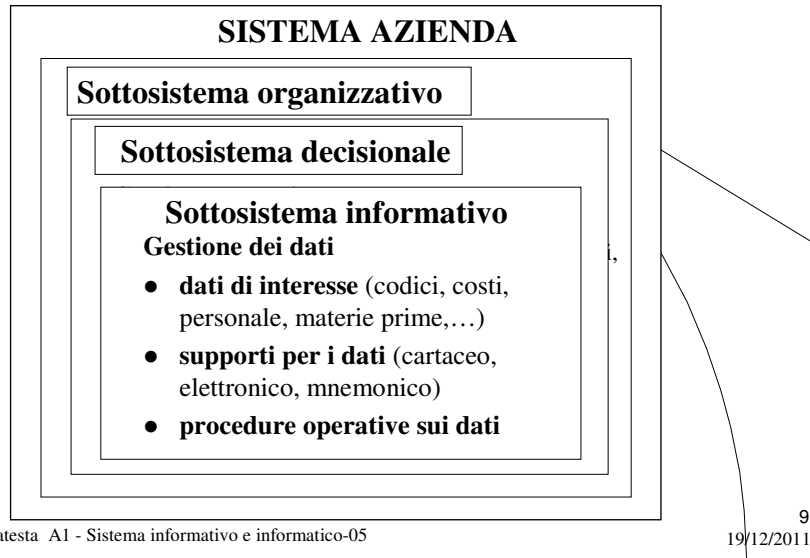 SISTEMA AZIENDA
Sottosistema organizzativo
Sottosistema decisionale
Sottosistema informativo
Gestione dei dati
● dati di interesse (codici, costi,
personale, materie prime,…)
● supporti per i dati (cartaceo,
elettronico, mnemonico)
● procedure operative sui dati
9
atesta A1 - Sistema informativo e informatico-05
19/12/2011